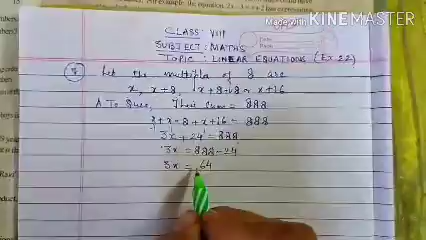 MADE WITH KINEMASTER
CLASS: VIII
SUBJECT: MATHS
TOPIC: LINEAR EQUATIONS (Ex 2.2)
Let the multiple of 8 are
x, x+8, x+8+8 = x+16
A To Ques, Their Sum = 888
x+x+8+x+16 = 888
3x + 24 = 888
3x = 888-24
3x = 64